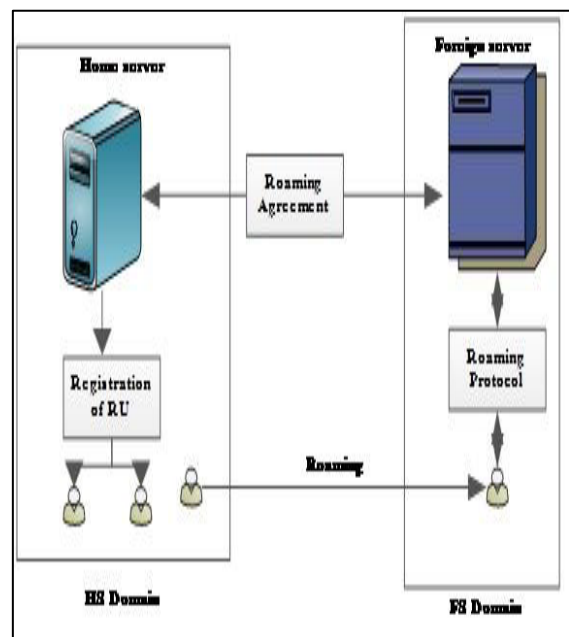 Home server
Foreign server
Roaming
Agreement
Registration
of RU
Roaming
Protocol
Roaming
HS Domain
FS Domain